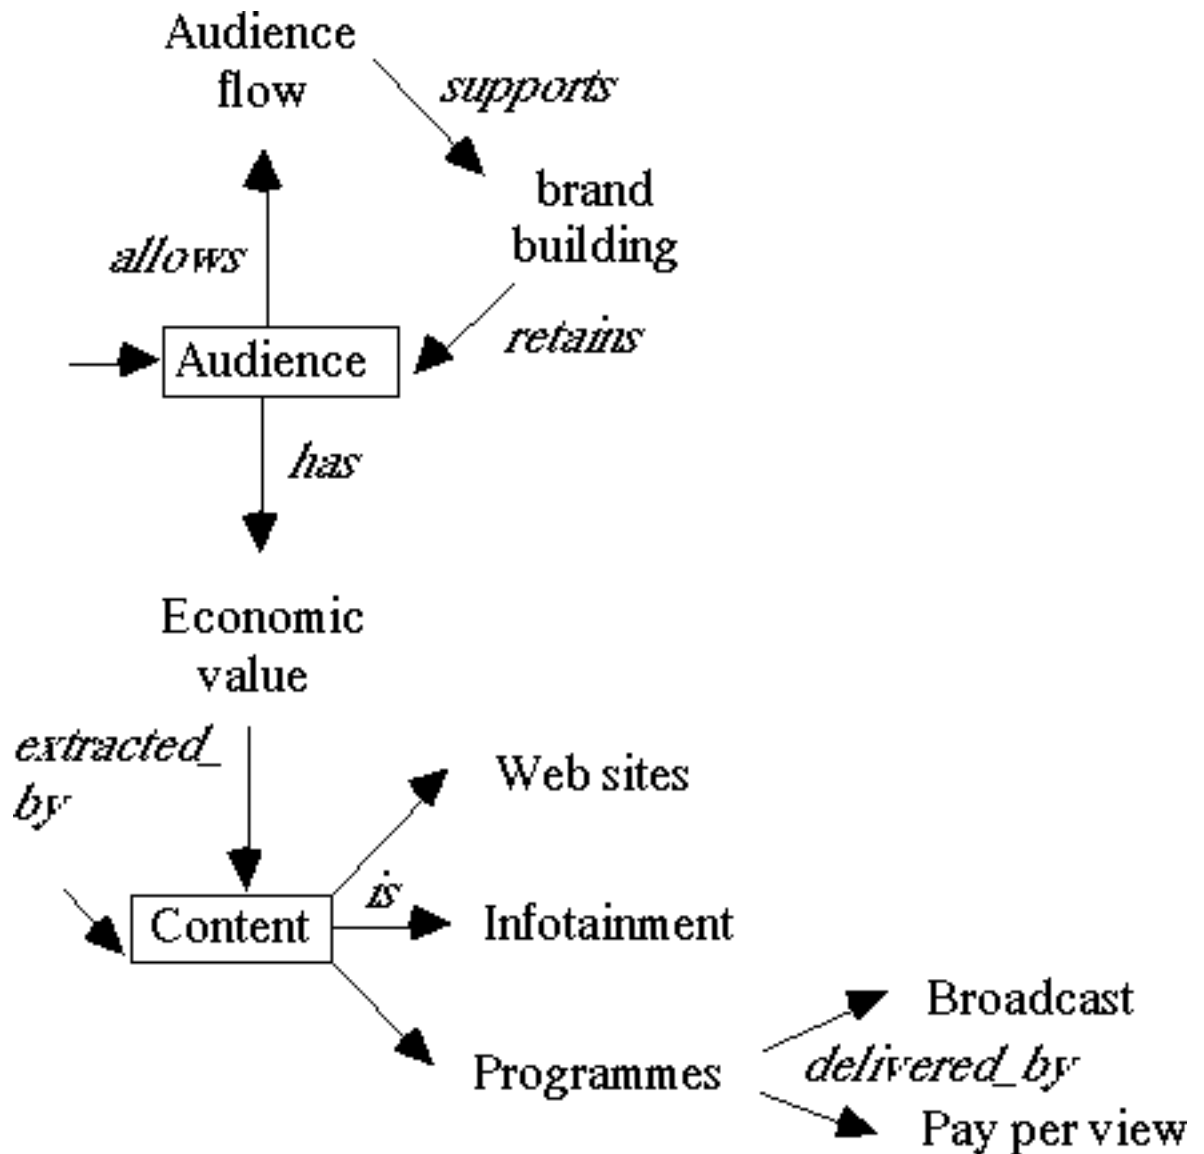 Audience
flow
supports
brand
building
allows
retains
Audience
has
Economic
value
extracted_
by
Web sites
is
Content
Infotainment
Broadcast
Programmes
delivered_by
Pay per view